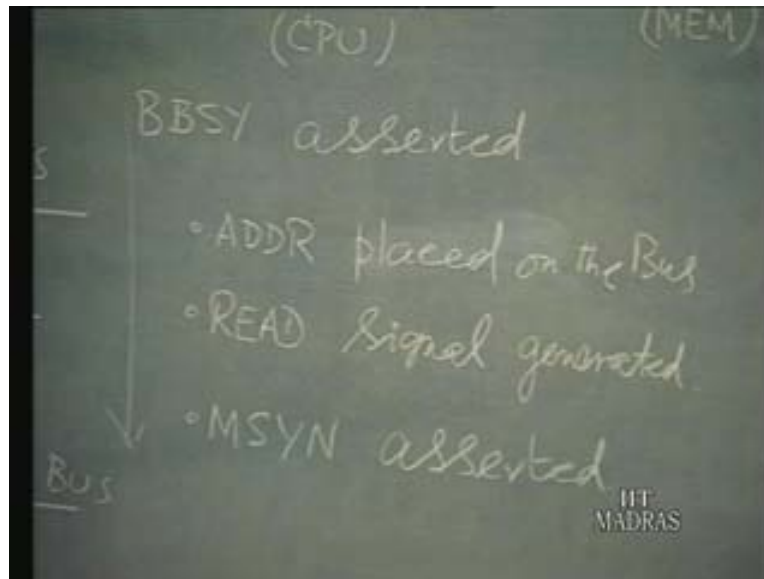 (CPU) (MEM)
BBSY asserted
S
• ADDR placed on the Bus
• READ signal generated.
• MSYN asserted
BUS
IIT
MADRAS